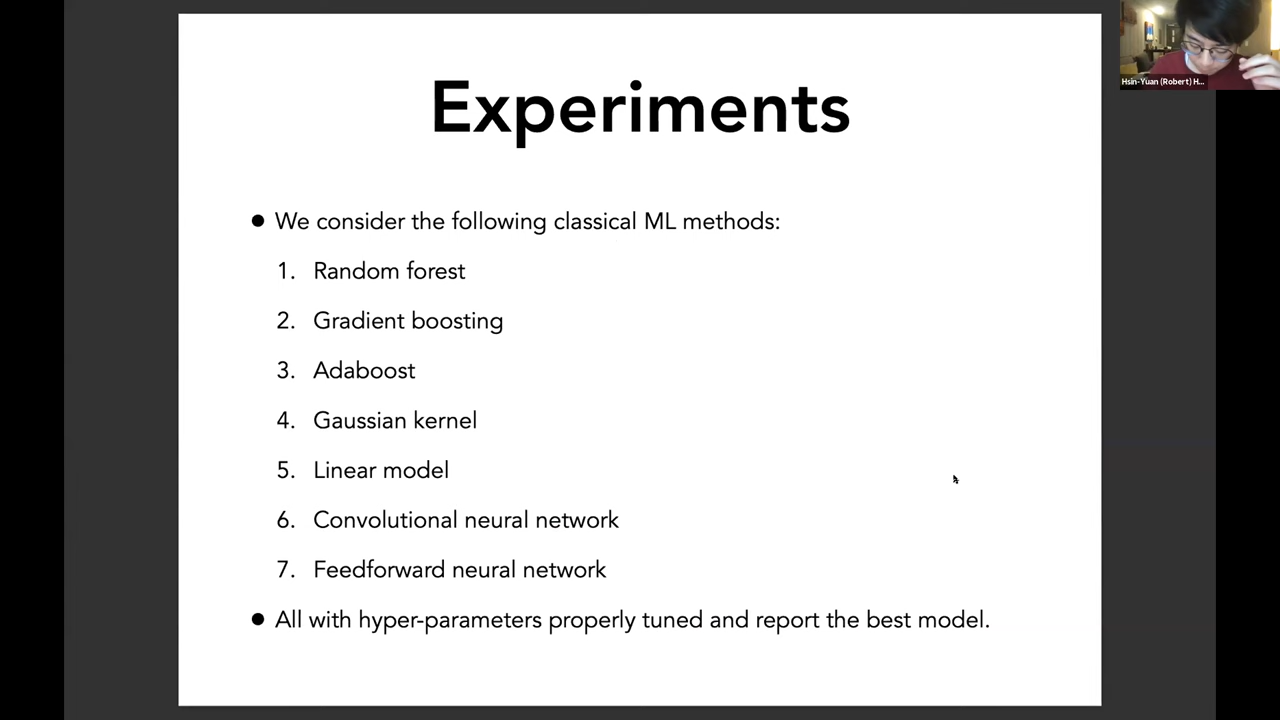 Experiments
Hsin-Yuan (Robert) H...
● We consider the following classical ML methods:
1. Random forest
2. Gradient boosting
3. Adaboost
4. Gaussian kernel
5. Linear model
6. Convolutional neural network
7. Feedforward neural network
● All with hyper-parameters properly tuned and report the best model.